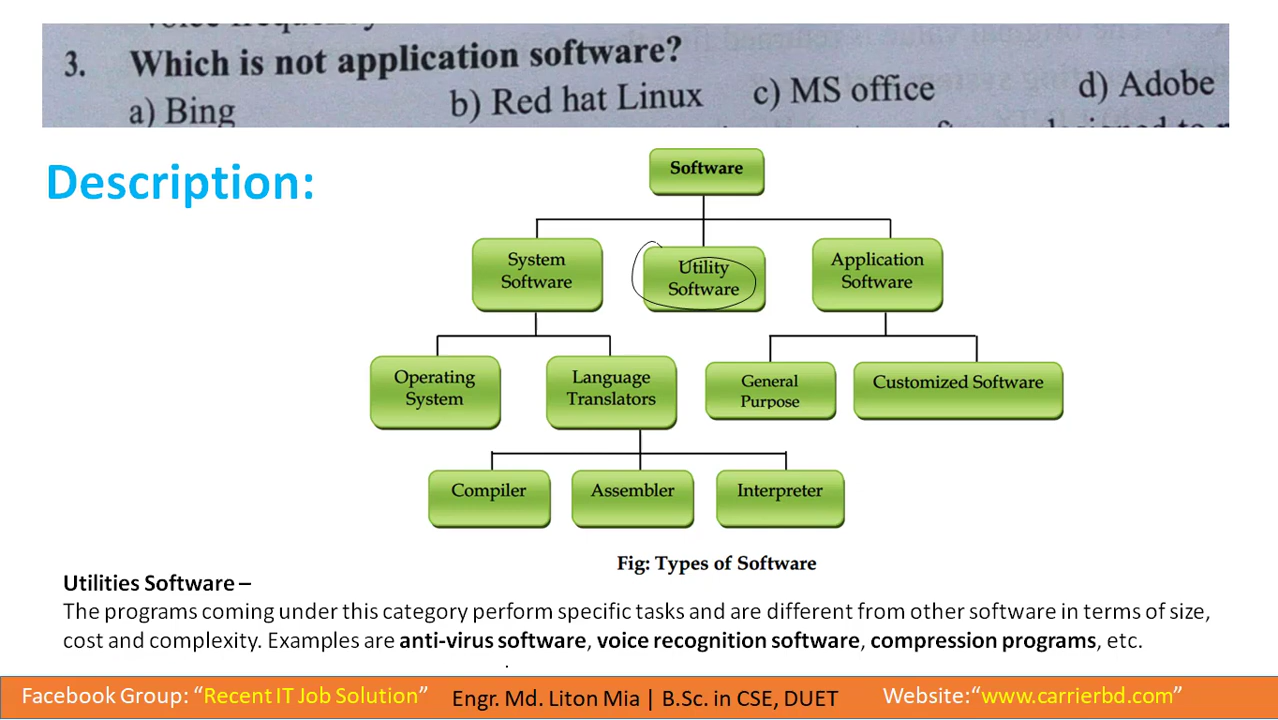 3. Which is not application software?
a) Bing b) Red hat Linux c) MS office d) Adobe
Description:
Software
System
Software
Utility
Software
Application
Software
Operating
System
Language
Translators
General
Purpose
Customized Software
Compiler
Assembler
Interpreter
Fig: Types of Software
Utilities Software –
The programs coming under this category perform specific tasks and are different from other software in terms of size,
cost and complexity. Examples are anti-virus software, voice recognition software, compression programs, etc.
Facebook Group: “Recent IT Job Solution” Engr. Md. Liton Mia | B.Sc. in CSE, DUET Website:“www.carrierbd.com”